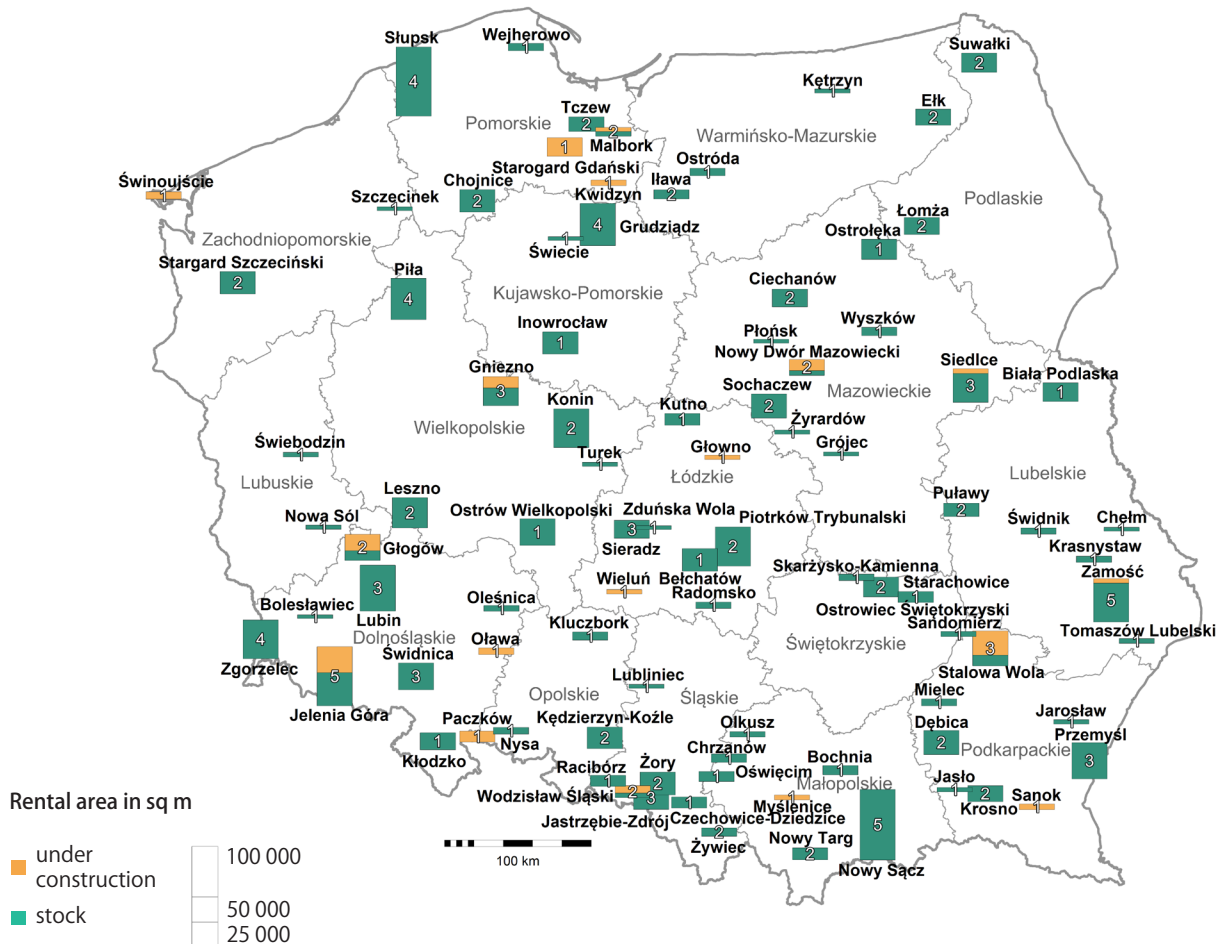 Słupsk
4
Wejherowo
1
Suwałki
2
Kętrzyn
1
Ełk
2
Tczew
2
Pomorskie
2
Malbork
1
Warmińsko-Mazurskie
Starogard Gdański
1
Kwidzyn
Ostróda
1
Iława
2
Świnoujście
1
Szczecinek
1
Chojnice
2
4
Grudziądz
1
Świecie
Podlaskie
Łomża
2
Ostrołęka
1
Zachodniopomorskie
Stargard Szczeciński
2
Piła
4
Kujawsko-Pomorskie
Ciechanów
2
Inowrocław
1
Wyszków
1
Płońsk
1
Nowy Dwór Mazowiecki
2
Gniezno
3
Siedlce
3
Biała Podlaska
1
Mazowieckie
Sochaczew
2
Konin
2
Kutno
1
Żyrardów
1
Wielkopolskie
Świebodzin
1
Turek
1
Głowno
1
Grójec
1
Lubuskie
Łódzkie
Lubelskie
Leszno
2
Nowa Sól
1
Ostrów Wielkopolski
1
Zduńska Wola
3
1
Sieradz
Piotrków Trybunalski
2
Puławy
2
Świdnik
1
Chełm
1
2
Głogów
1
Bełchatów
Krasnystaw
1
Skarżysko-Kamienna
1
Zamość
5
Wieluń
1
Radomsko
1
2
Starachowice
1
Ostrowiec Świętokrzyski
3
Lubin
Bolesławiec
1
Oleśnica
1
Kluczbork
1
Sandomierz
1
Tomaszów Lubelski
1
4
Zgorzelec
Dolnośląskie
Oława
1
Świętokrzyskie
3
Stalowa Wola
Świdnica
3
5
Jelenia Góra
Lubliniec
1
Opolskie
Śląskie
Mielec
1
Jarosław
1
Paczków
1
1
Nysa
1
Kłodzko
Kędzierzyn-Koźle
2
Olkusz
1
Dębica
2
Podkarpackie
Przemyśl
3
Chrzanów
1
Bochnia
1
Racibórz
1
Żory
2
Oświęcim
1
Małopolskie
Wodzisław Śląski
2
3
Jastrzębie-Zdrój
1
Czechowice-Dziedzice
1
Myślenice
Jasło
1
2
Krosno
Sanok
1
5
Nowy Sącz
2
Żywiec
Nowy Targ
2
100 km
Rental area in sq m
under
construction
stock
100 000
50 000
25 000